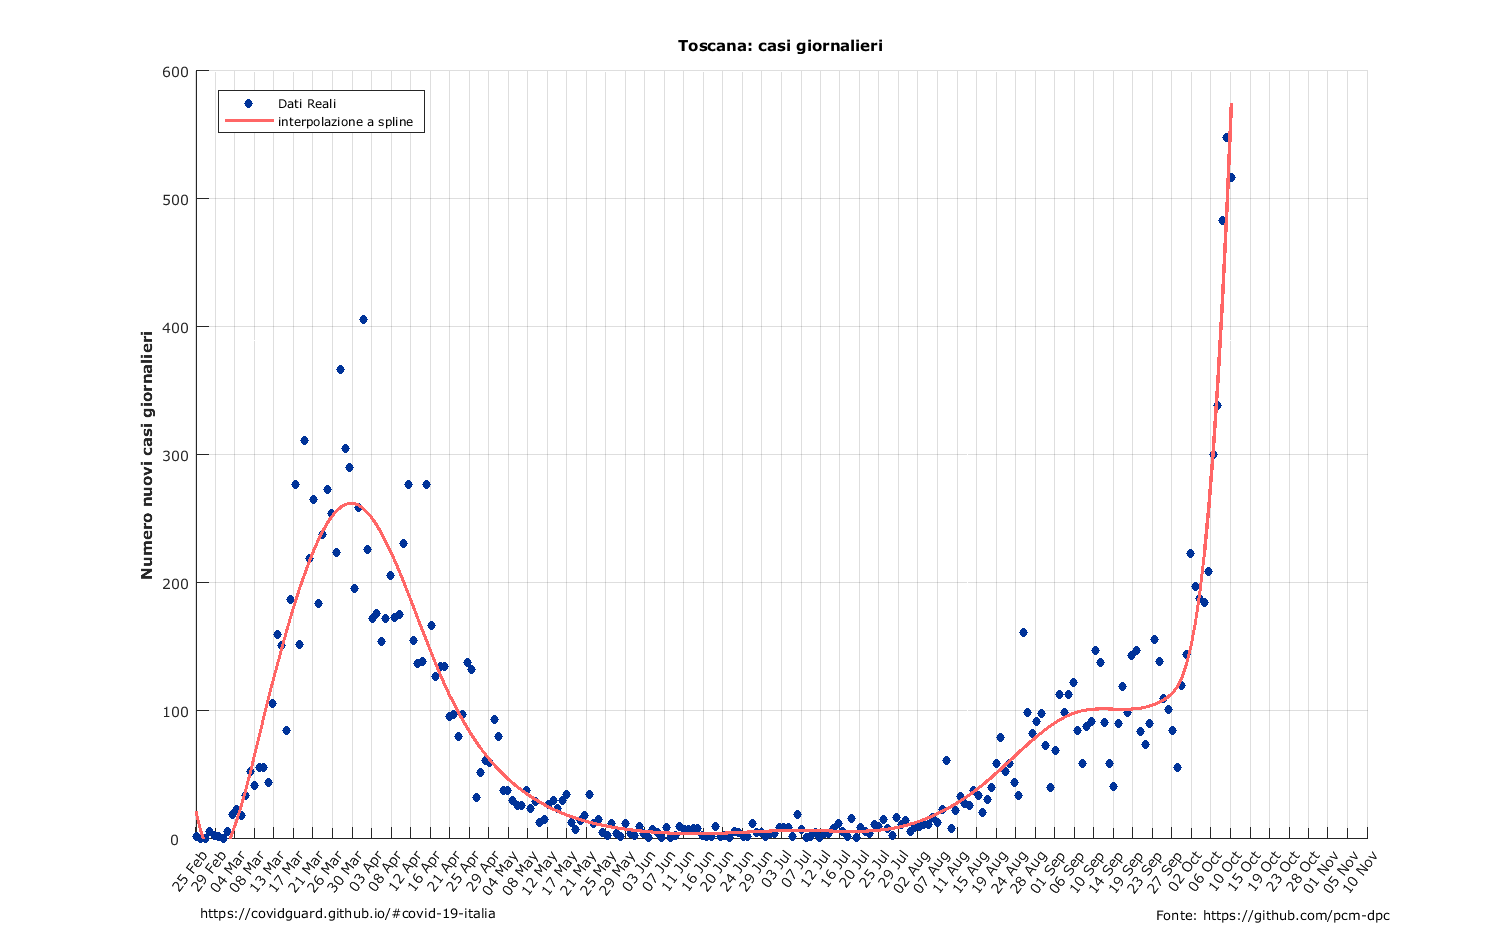 Toscana: casi giornalieri
Dati Reali
interpolazione a spline
Numero nuovi casi giornalieri
600
500
400
300
200
100
0
25 Feb
29 Feb
04 Mar
08 Mar
13 Mar
17 Mar
21 Mar
26 Mar
30 Mar
03 Apr
08 Apr
12 Apr
16 Apr
21 Apr
25 Apr
29 Apr
04 May
08 May
12 May
17 May
21 May
25 May
29 May
03 Jun
07 Jun
11 Jun
16 Jun
20 Jun
24 Jun
29 Jun
03 Jul
07 Jul
12 Jul
16 Jul
20 Jul
25 Jul
29 Jul
02 Aug
07 Aug
11 Aug
15 Aug
19 Aug
24 Aug
28 Aug
01 Sep
06 Sep
10 Sep
14 Sep
19 Sep
23 Sep
27 Sep
02 Oct
06 Oct
10 Oct
15 Oct
19 Oct
23 Oct
28 Oct
01 Nov
05 Nov
10 Nov
https://covidguard.github.io/#covid-19-italia
Fonte: https://github.com/pcm-dpc